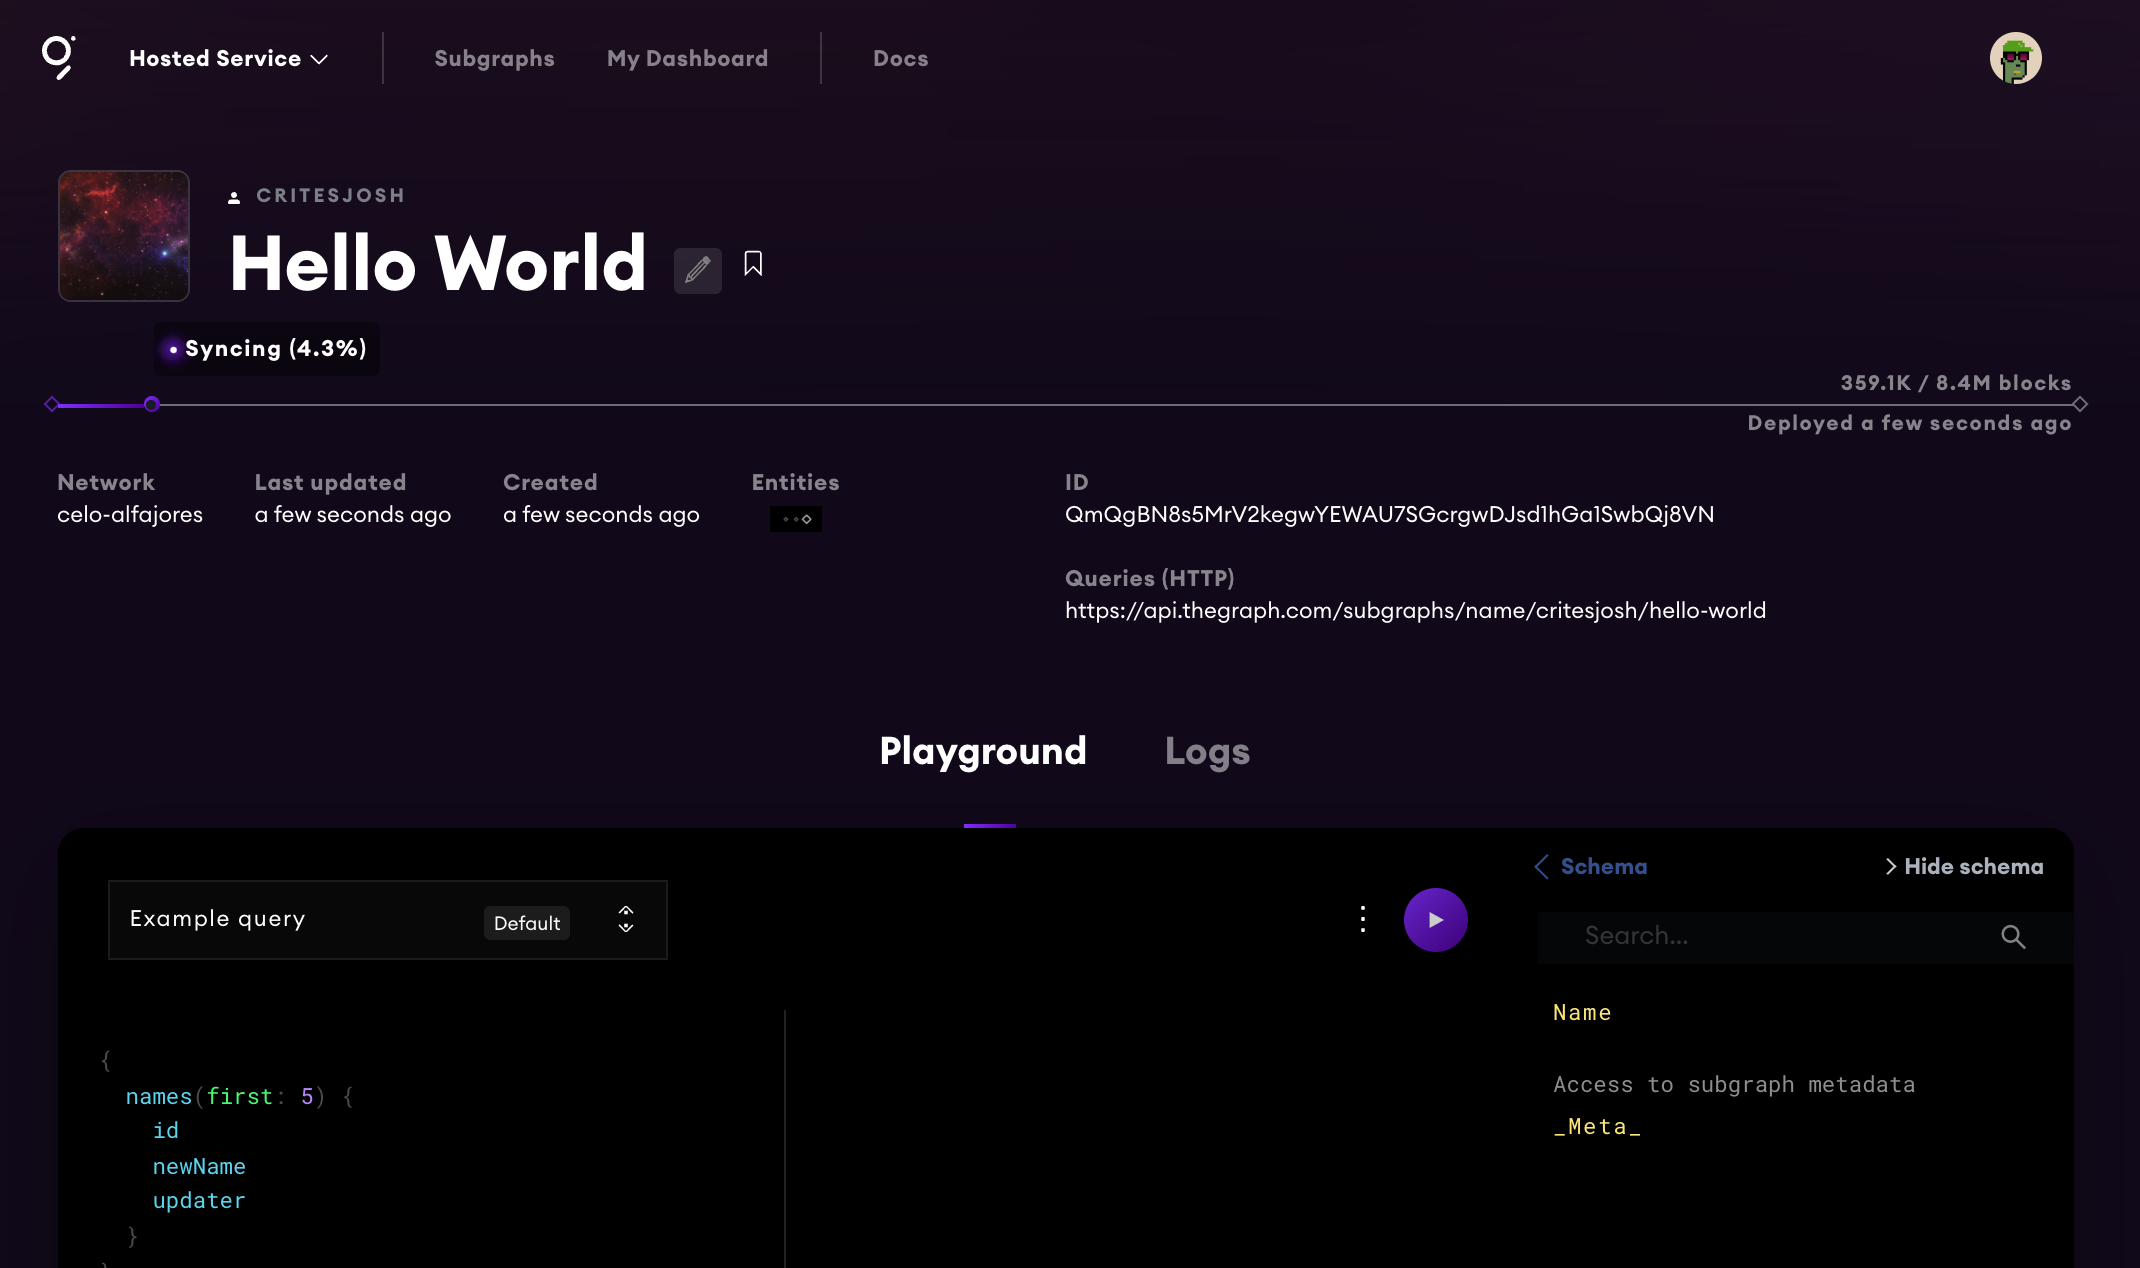 Hosted Service
Subgraphs
My Dashboard
Docs
CRITESJOSH
Hello World
Syncing (4.3%)
359.1K / 8.4M blocks
Deployed a few seconds ago
Network
celo-alfajores
Last updated
a few seconds ago
Created
a few seconds ago
Entities
ID
QmQgBN8s5MrV2kegwYEWAU7SGcrgwDJsd1hGa1SwbQj8VN
Queries (HTTP)
https://api.thegraph.com/subgraphs/name/critesjosh/hello-world
Playground
Logs
Example query
Default
Schema
Hide schema
Search...
{
names(first: 5) {
id
newName
updater
}
}
Name
Access to subgraph metadata
_Meta_